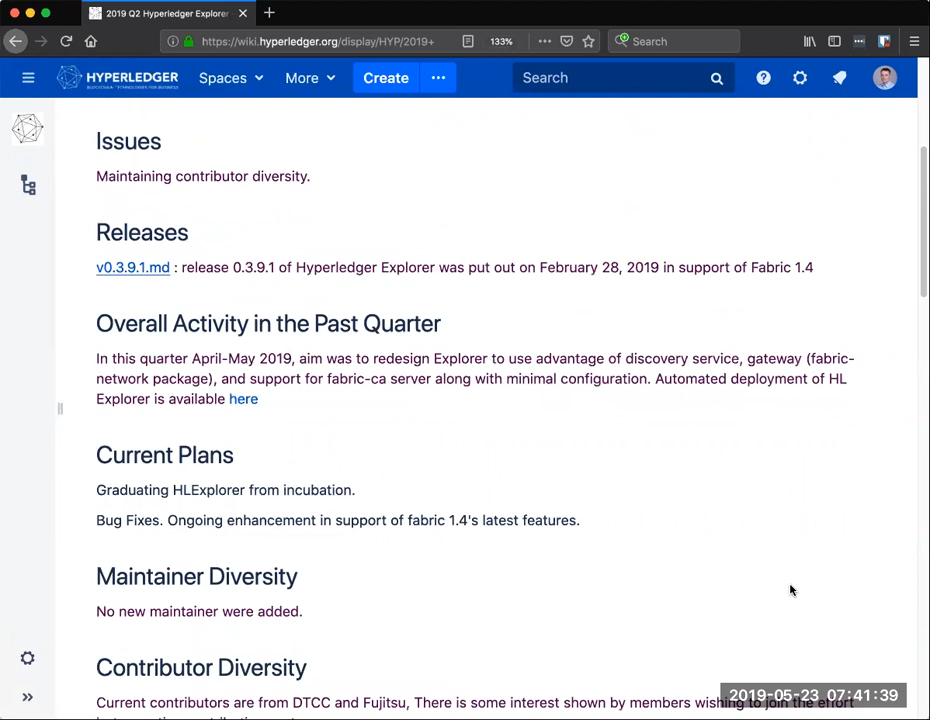 2019 Q2 Hyperledger Explorer
https://wiki.hyperledger.org/display/HYP/2019+
133%
Search
HYPERLEDGER
BLOCKCHAIN TECHNOLOGIES FOR BUSINESS
Spaces
More
Create
Search
Issues
Maintaining contributor diversity.
Releases
v0.3.9.1.md : release 0.3.9.1 of Hyperledger Explorer was put out on February 28, 2019 in support of Fabric 1.4
Overall Activity in the Past Quarter
In this quarter April-May 2019, aim was to redesign Explorer to use advantage of discovery service, gateway (fabric-
network package), and support for fabric-ca server along with minimal configuration. Automated deployment of HL
Explorer is available here
Current Plans
Graduating HLExplorer from incubation.
Bug Fixes. Ongoing enhancement in support of fabric 1.4's latest features.
Maintainer Diversity
No new maintainer were added.
Contributor Diversity
Current contributors are from DTCC and Fujitsu, There is some interest shown by members wishing to join the effort
2019-05-23 07:41:39